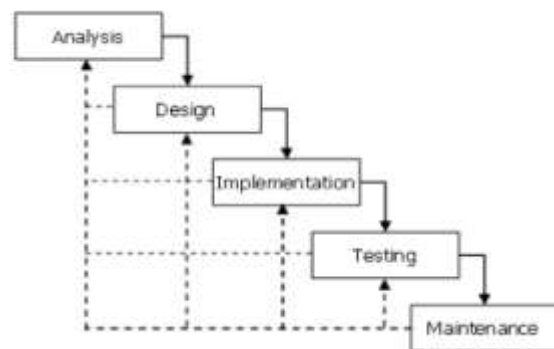 Analysis
Design
Implementation
Testing
Maintenance